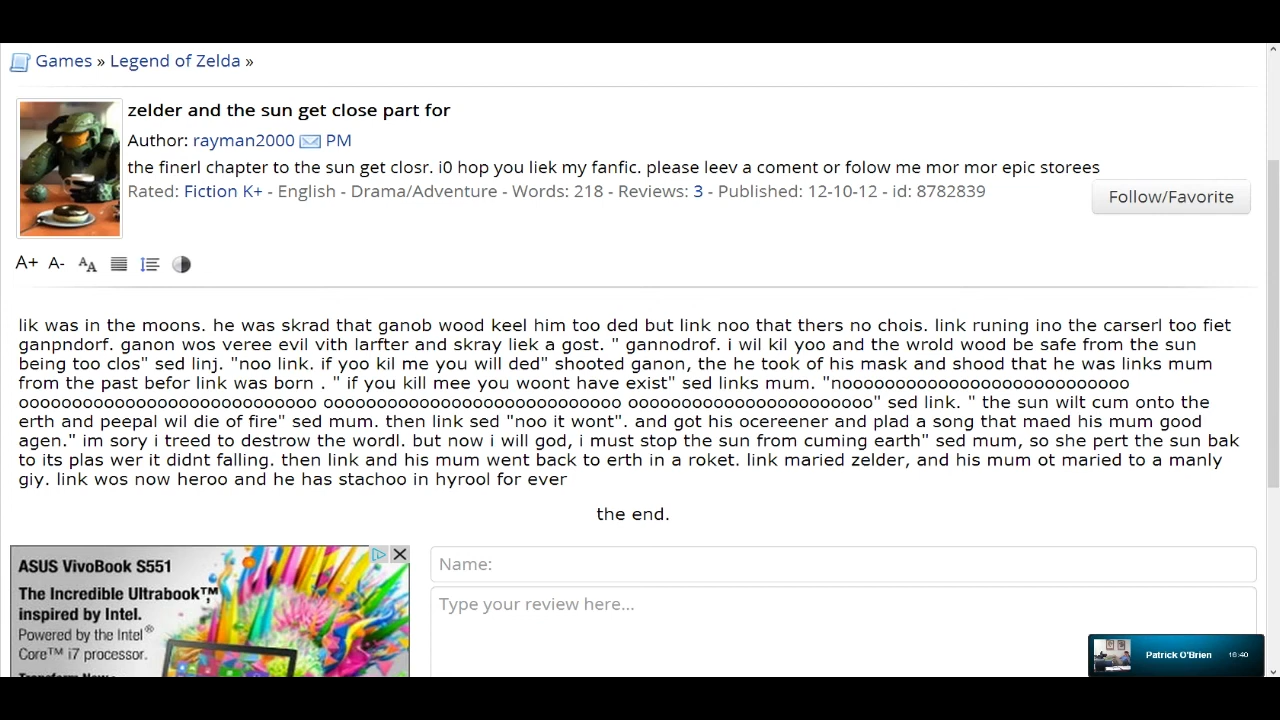 Games » Legend of Zelda »
zelder and the sun get close part for
Author: rayman2000 PM
the finerl chapter to the sun get closr. i0 hop you liek my fanfic. please leev a coment or folow me mor mor epic storees
Rated: Fiction K+ - English - Drama/Adventure - Words: 218 - Reviews: 3 - Published: 12-10-12 - id: 8782839
Follow/Favorite
A+ A- AA
lik was in the moons. he was skrad that ganob wood keel him too ded but link noo that thers no chois. link runing ino the carserl too fiet
ganpndorf. ganon wos veree evil vith larfter and skray liek a gost. " gannodrof. i wil kil yoo and the wrold wood be safe from the sun
being too clos" sed linj. "noo link. if yoo kil me you will ded" shooted ganon, the he took of his mask and shood that he was links mum
from the past befor link was born . " if you kill mee you woont have exist" sed links mum. "nooooooooooooooooooooooooooo
ooooooooooooooooooooooooooooo oooooooooooooooooooooooooooo ooooooooooooooooooooooo" sed link. " the sun wilt cum onto the
erth and peepal wil die of fire" sed mum. then link sed "noo it wont". and got his ocereener and plad a song that maed his mum good
agen." im sory i treed to destrow the wordl. but now i will god, i must stop the sun from cuming earth" sed mum, so she pert the sun bak
to its plas wer it didnt falling. then link and his mum went back to erth in a roket. link maried zelder, and his mum ot maried to a manly
giy. link wos now heroo and he has stachoo in hyrool for ever
the end.
ASUS VivoBook S551
The Incredible Ultrabook™,
inspired by Intel.
Powered by the Intel®
Core™ i7 processor.
Transform Now
Name:
Type your review here...
Patrick O'Brien 16:40